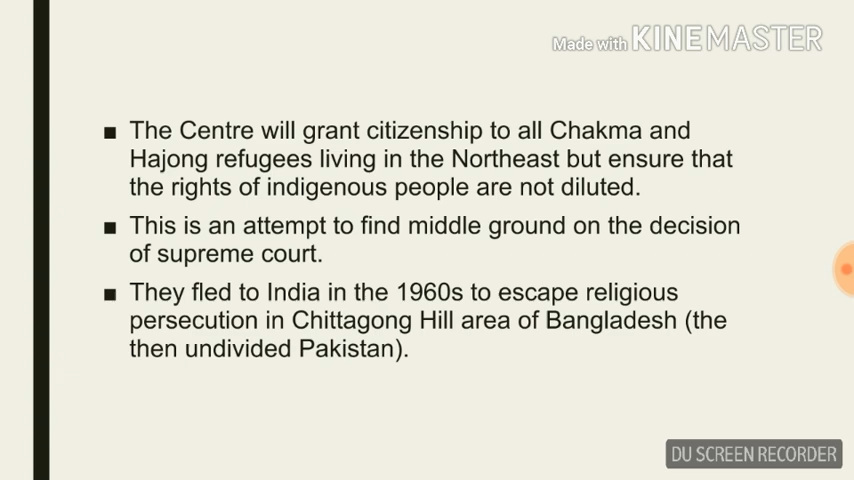 Made with KINEMASTER
■ The Centre will grant citizenship to all Chakma and
Hajong refugees living in the Northeast but ensure that
the rights of indigenous people are not diluted.
■ This is an attempt to find middle ground on the decision
of supreme court.
■ They fled to India in the 1960s to escape religious
persecution in Chittagong Hill area of Bangladesh (the
then undivided Pakistan).
DU SCREEN RECORDER